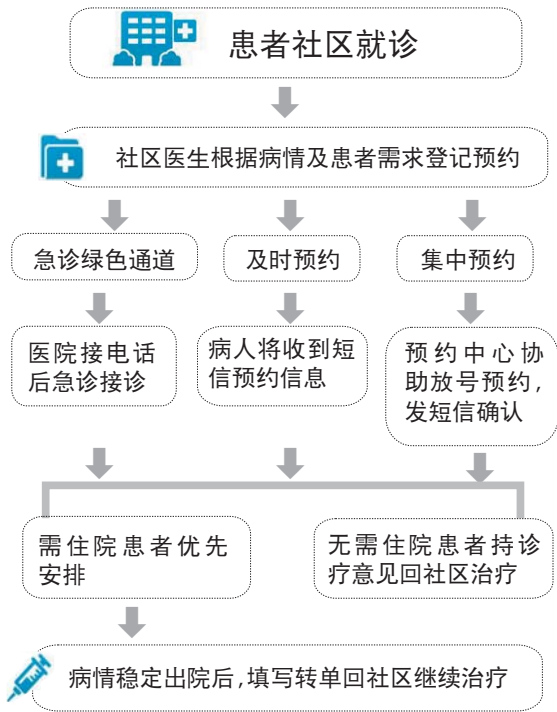 患者社区就诊
社区医生根据病情及患者需求登记预约
急诊绿色通道
及时预约
集中预约
医院接电话
后急诊接诊
病人将收到短
信预约信息
预约中心协
助放号预约，
发短信确认
需住院患者优先
安排
无需住院患者持诊
疗意见回社区治疗
病情稳定出院后，填写转单回社区继续治疗